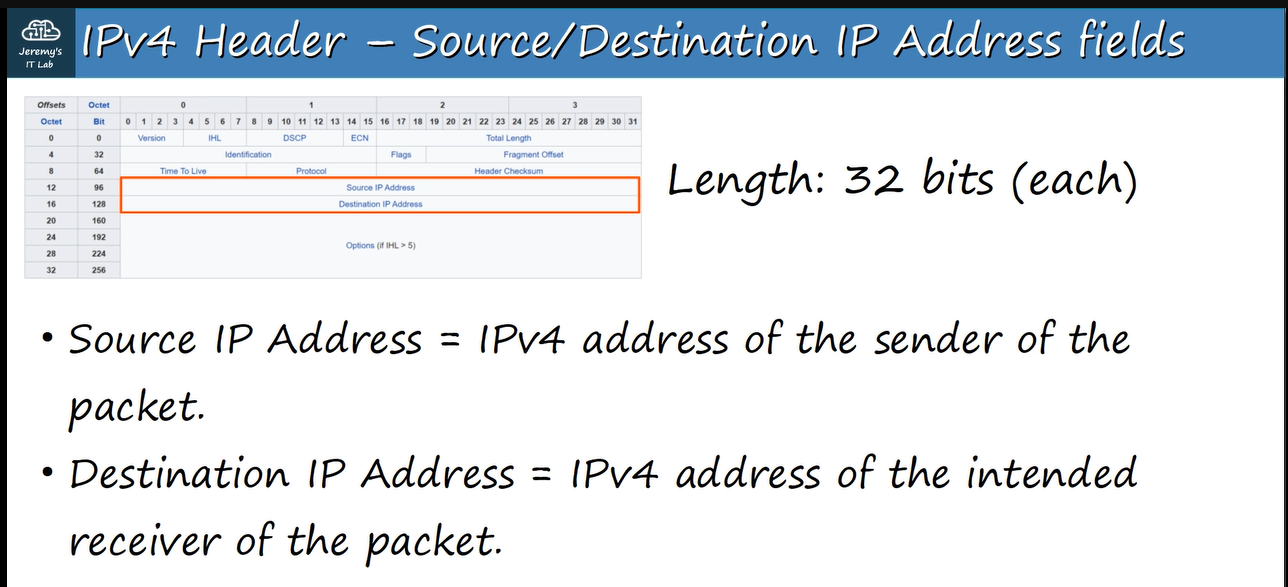 Jeremy's
IT Lab
IPv4 Header – Source/Destination IP Address fields
Offsets Octet 0 1 2 3
Octet Bit 0 1 2 3 4 5 6 7 8 9 10 11 12 13 14 15 16 17 18 19 20 21 22 23 24 25 26 27 28 29 30 31
0 0 Version IHL DSCP ECN Total Length
4 32 Identification Flags Fragment Offset
8 64 Time To Live Protocol Header Checksum
12 96 Source IP Address
16 128 Destination IP Address
20 160
24 192
Options (if IHL > 5)
28 224
32 256
Length: 32 bits (each)
• Source IP Address = IPv4 address of the sender of the
packet.
• Destination IP Address = IPv4 address of the intended
receiver of the packet.